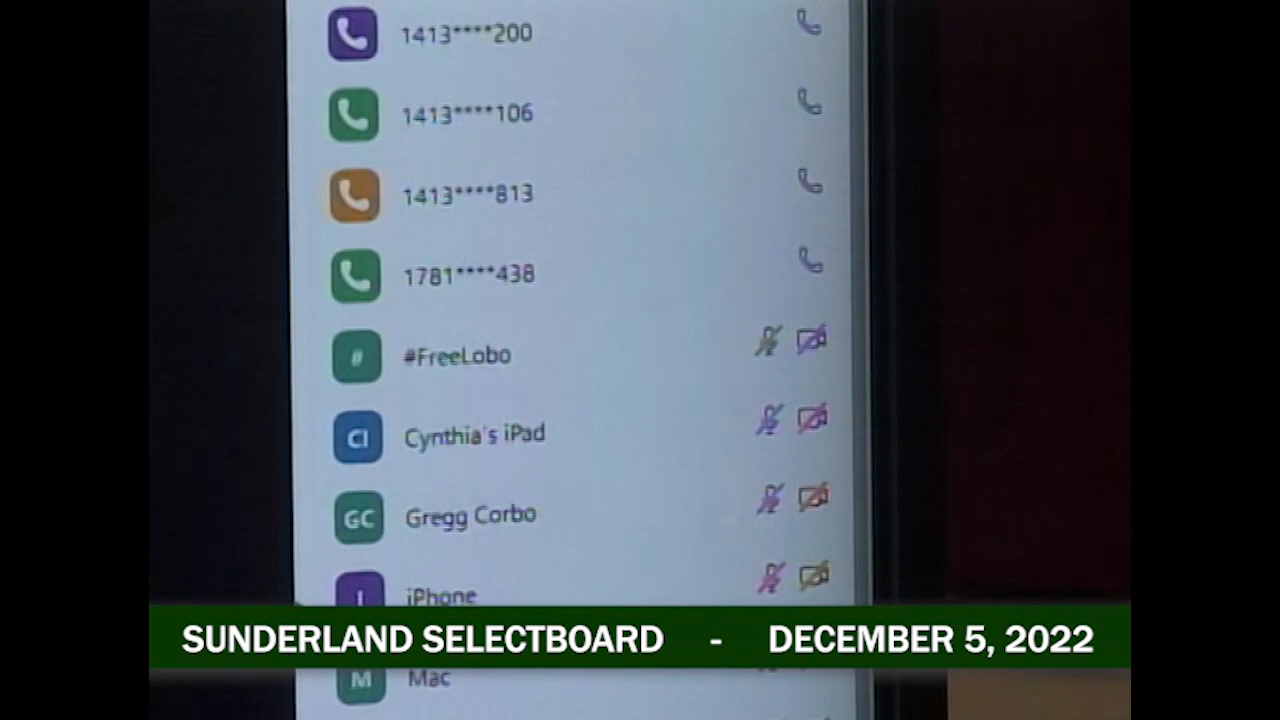 1413****200
1413****106
1413****813
1781****438
# #FreeLobo
CI Cynthia's iPad
GC Gregg Corbo
I iPhone
SUNDERLAND SELECTBOARD - DECEMBER 5, 2022
M Mac